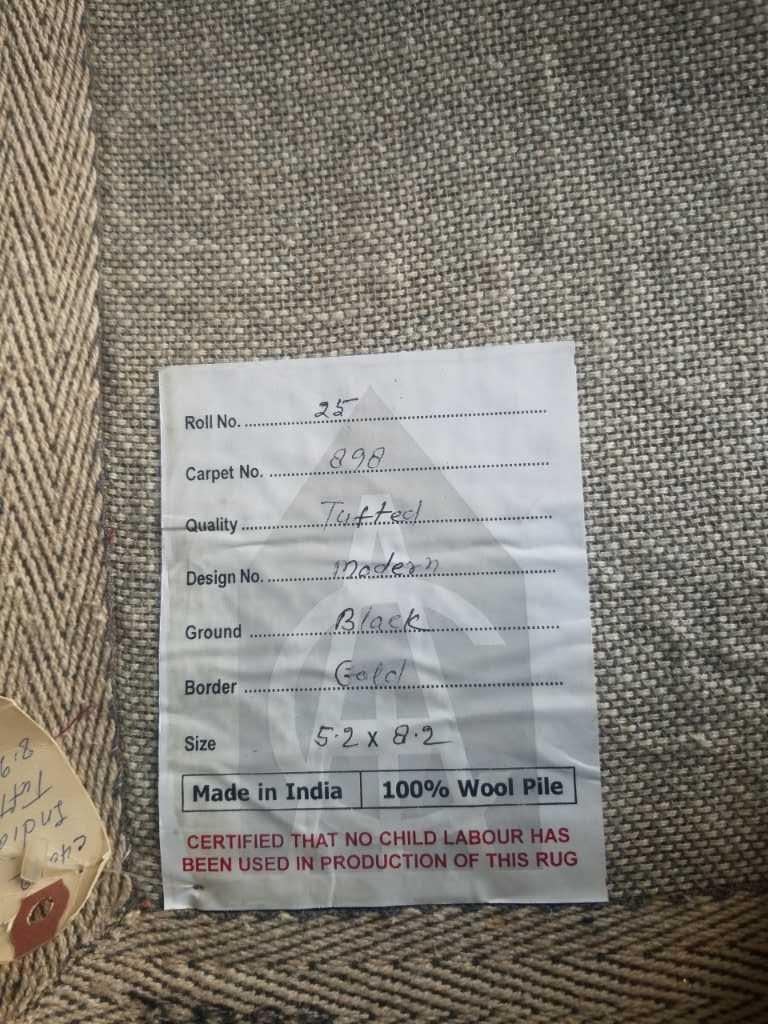 Roll No. 25
Carpet No. 898
Quality Tufted
Design No. modern
Ground Black
Border Gold
Size 5.2 x 8.2
Made in India 100% Wool Pile
CERTIFIED THAT NO CHILD LABOUR HAS
BEEN USED IN PRODUCTION OF THIS RUG
India